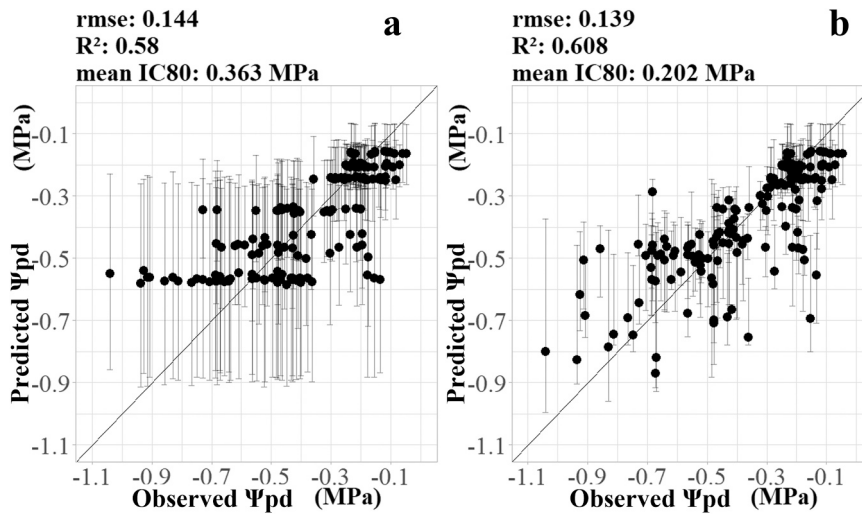 rmse: 0.144
R²: 0.58
mean IC80: 0.363 MPa
a
Predicted Ψpd (MPa)
-0.1
-0.3
-0.5
-0.7
-0.9
-1.1
-1.1 -0.9 -0.7 -0.5 -0.3 -0.1
Observed Ψpd (MPa)
rmse: 0.139
R²: 0.608
mean IC80: 0.202 MPa
b
Predicted Ψpd (MPa)
-0.1
-0.3
-0.5
-0.7
-0.9
-1.1
-1.1 -0.9 -0.7 -0.5 -0.3 -0.1
Observed Ψpd (MPa)